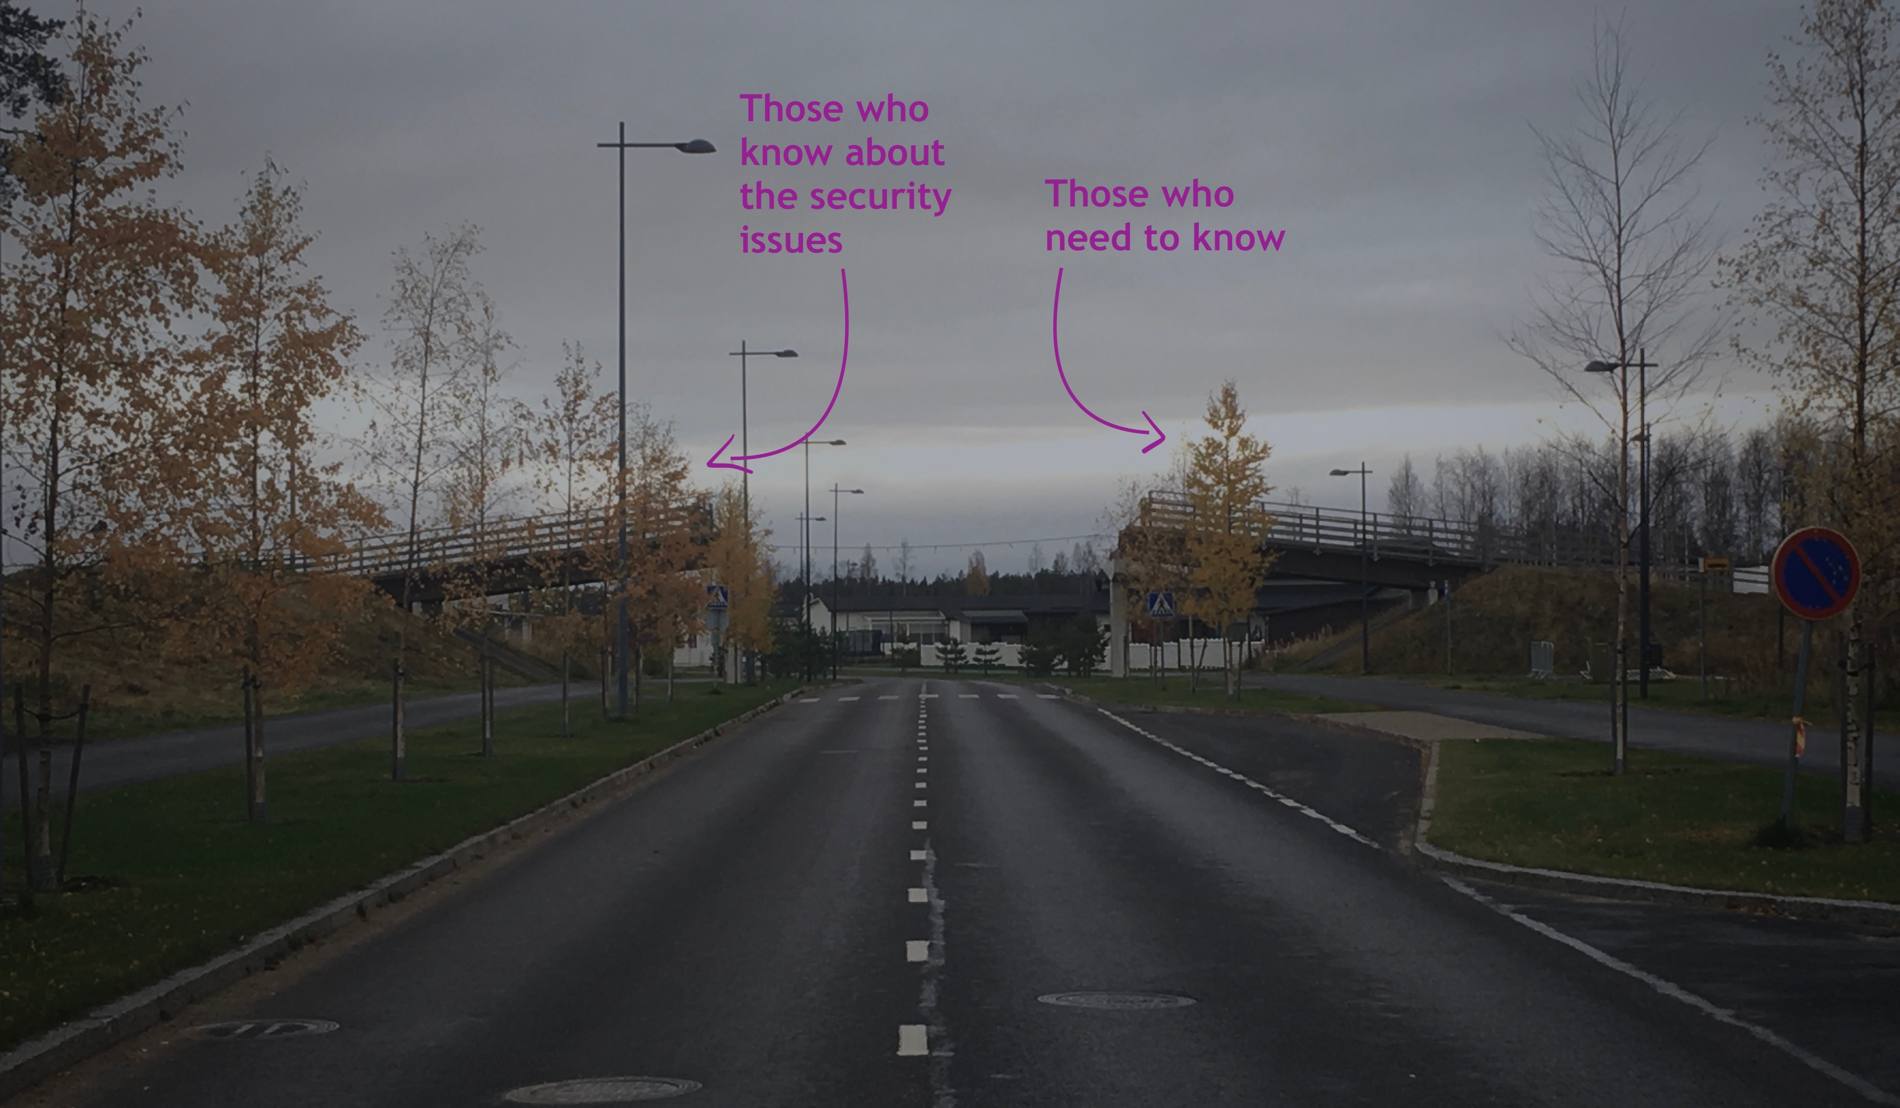 Those who
know about
the security
issues
Those who
need to know